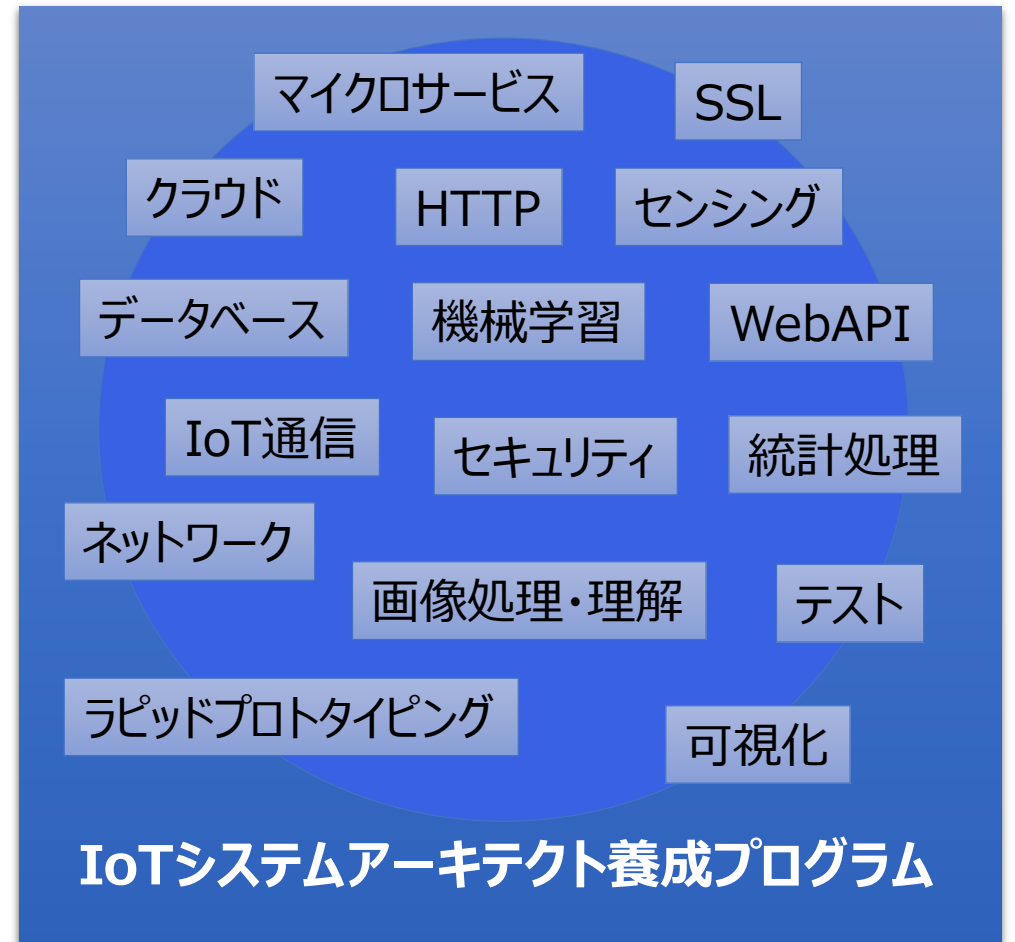 マイクロサービス
SSL
クラウド
HTTP
センシング
データベース
機械学習
WebAPI
IoT通信
セキュリティ
統計処理
ネットワーク
画像処理・理解
テスト
ラピッドプロトタイピング
可視化
IoTシステムアーキテクト養成プログラム